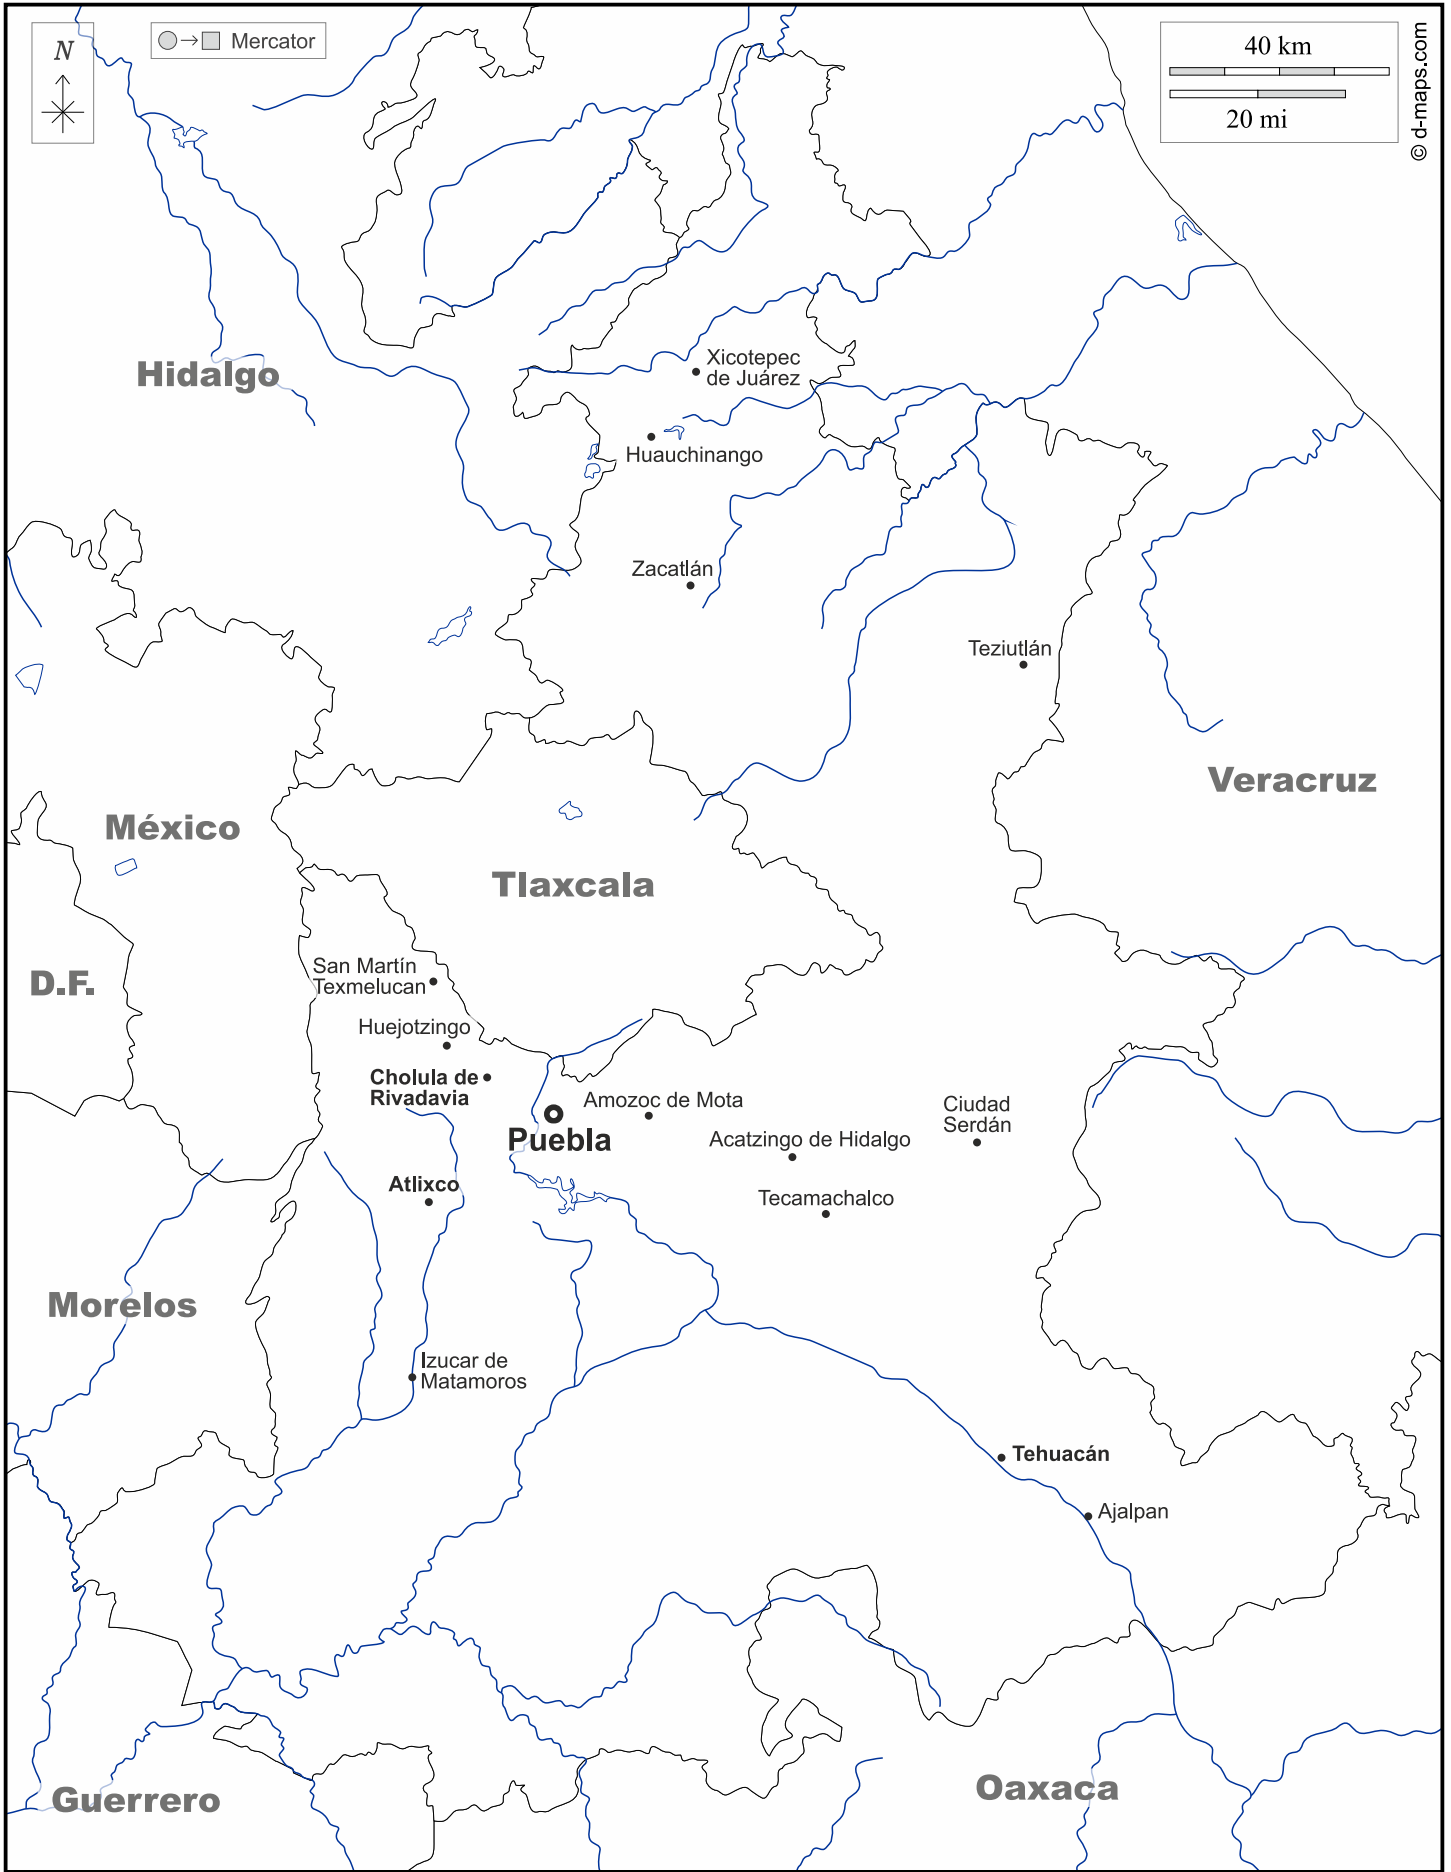 N
Mercator
40 km
20 mi
© d-maps.com
Xicotepec
de Juárez
Hidalgo
Huauchinango
Zacatlán
Teziutlán
Veracruz
México
Tlaxcala
San Martín
Texmelucan
D.F.
Huejotzingo
Cholula de
Rivadavia
Amozoc de Mota
Ciudad
Serdán
Puebla
Acatzingo de Hidalgo
Atlixco
Tecamachalco
Morelos
Izucar de
Matamoros
Tehuacán
Ajalpan
Oaxaca
Guerrero